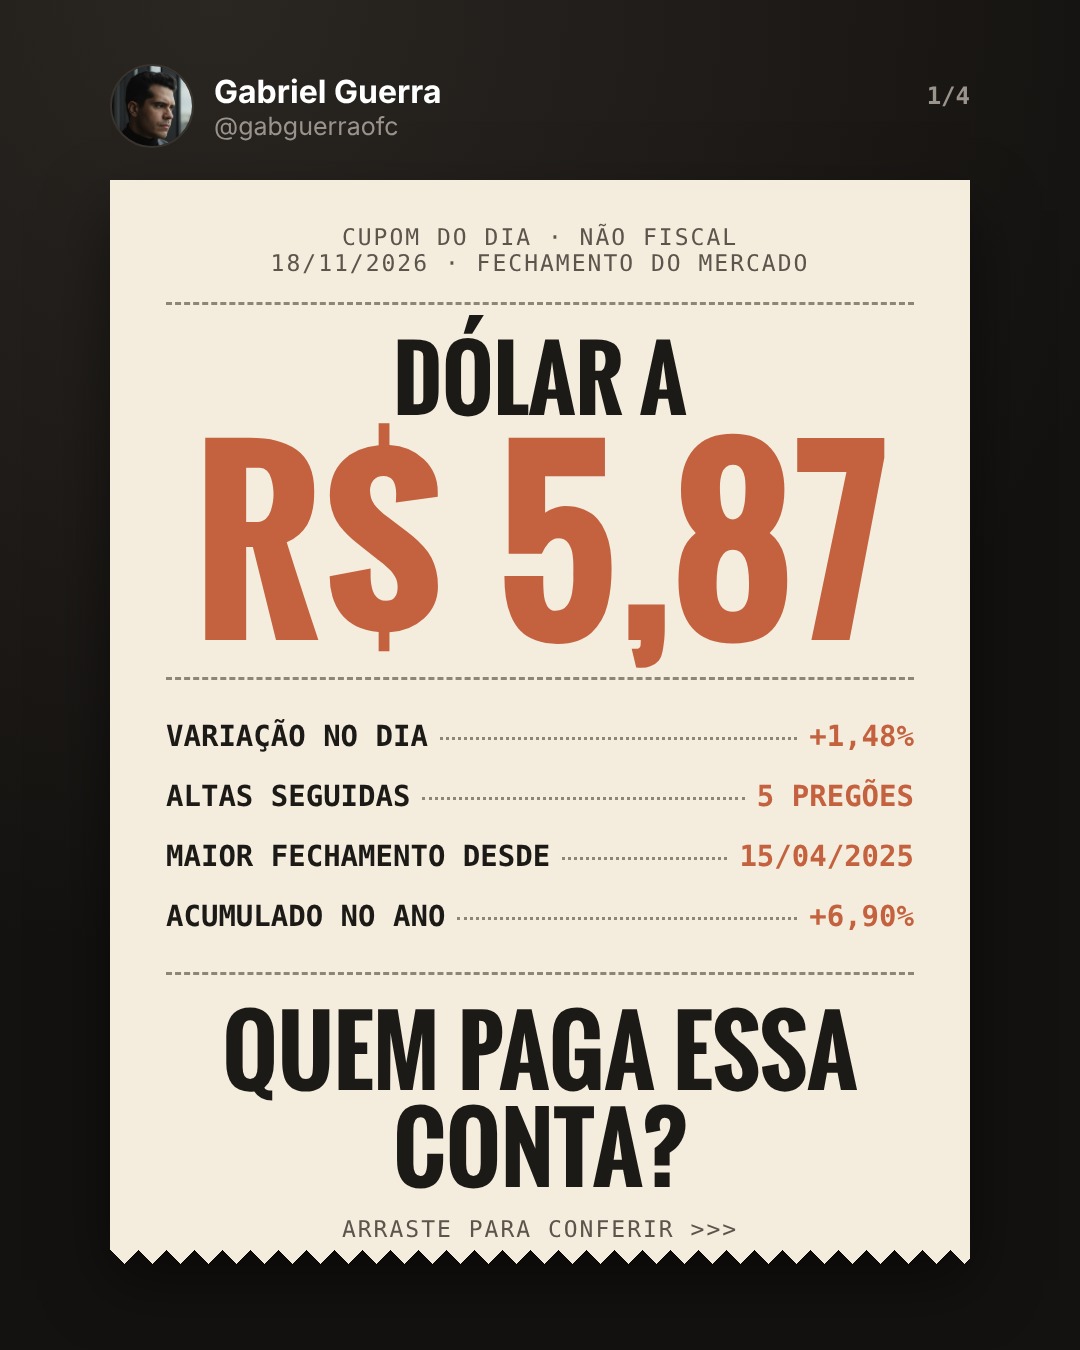 Gabriel Guerra
@gabguerraofc
1/4
CUPOM DO DIA · NÃO FISCAL
18/11/2026 · FECHAMENTO DO MERCADO
DÓLAR A
R$ 5,87
VARIAÇÃO NO DIA +1,48%
ALTAS SEGUIDAS 5 PREGÕES
MAIOR FECHAMENTO DESDE 15/04/2025
ACUMULADO NO ANO +6,90%
QUEM PAGA ESSA
CONTA?
ARRASTE PARA CONFERIR >>>